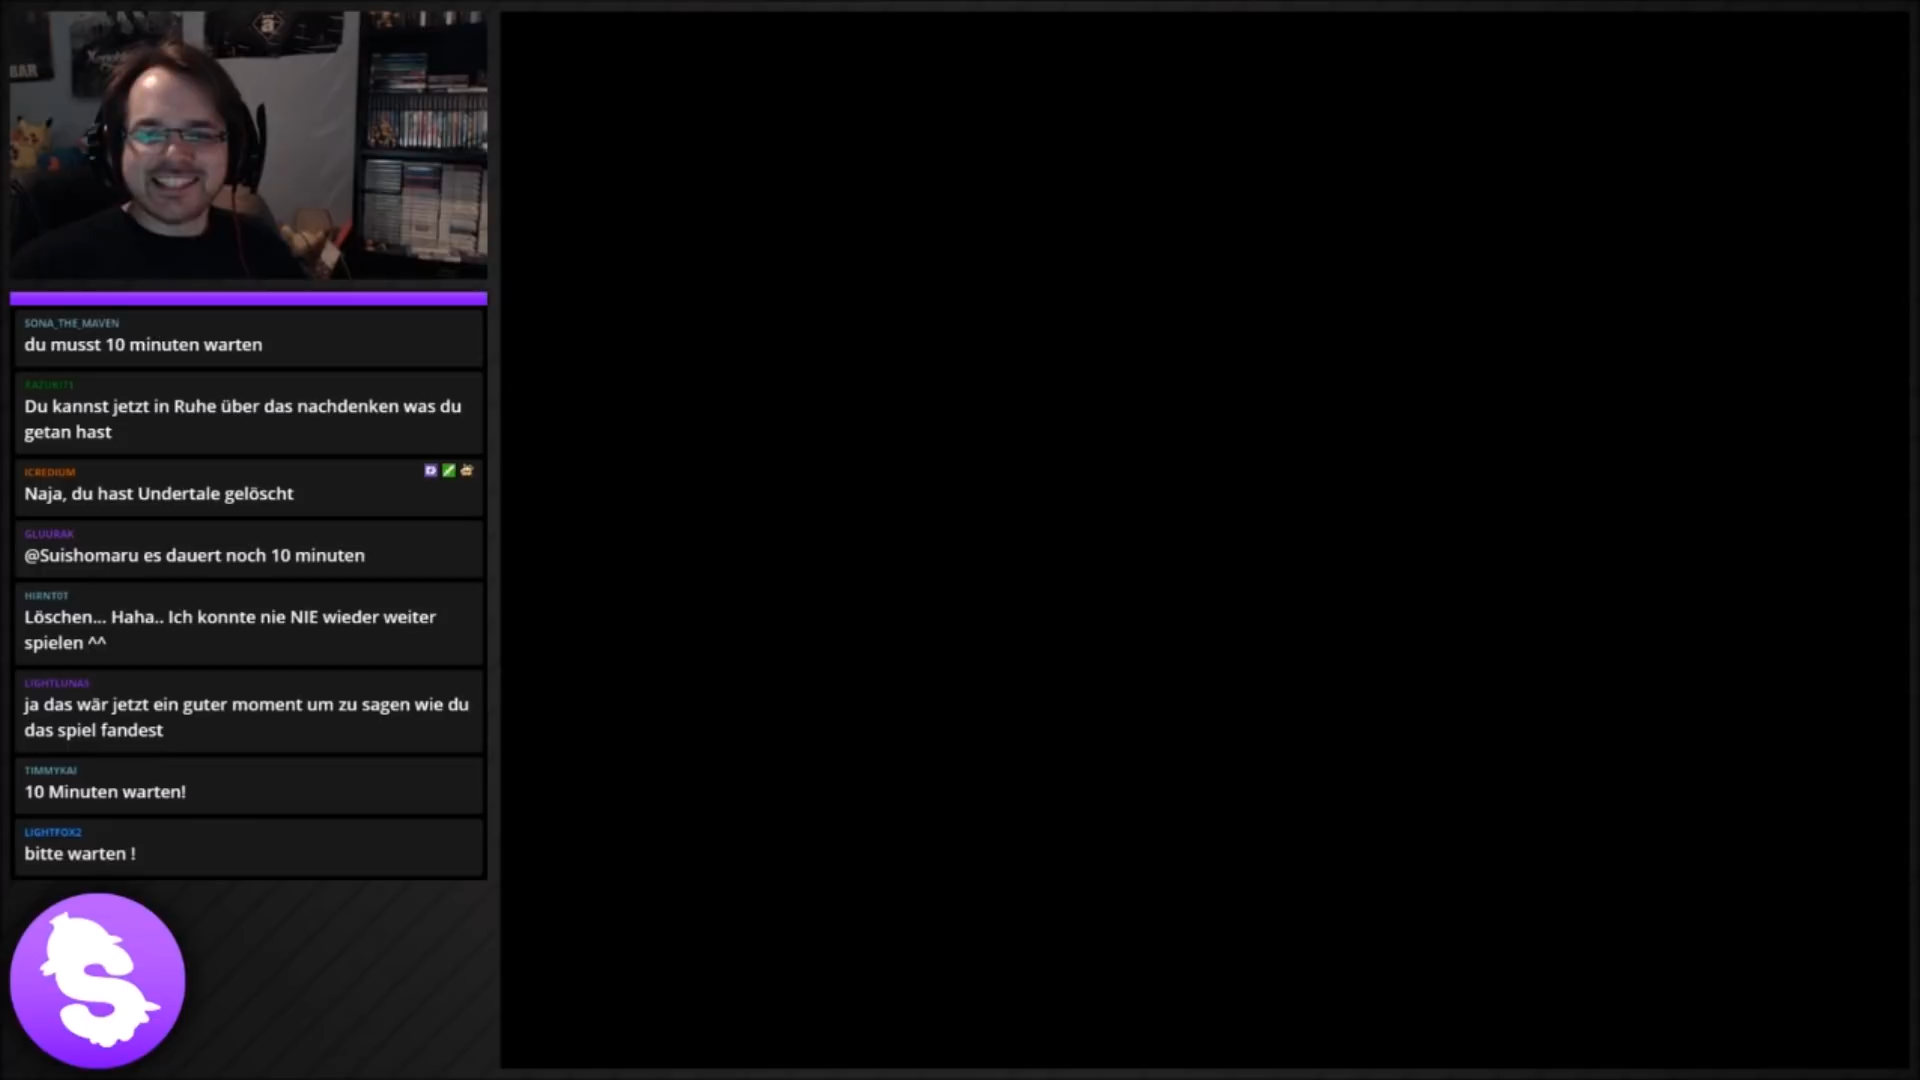 BAR
SONA_THE_MAVEN
du musst 10 minuten warten
Du kannst jetzt in Ruhe über das nachdenken was du
getan hast
ICREDIUM
Naja, du hast Undertale gelöscht
GLUURAK
@Suishomaru es dauert noch 10 minuten
HIRNT0T
Löschen... Haha.. Ich konnte nie NIE wieder weiter
spielen ^^
LIGHTLUNAS
ja das wär jetzt ein guter moment um zu sagen wie du
das spiel fandest
TIMMYKAI
10 Minuten warten!
LIGHTFOX2
bitte warten !
S